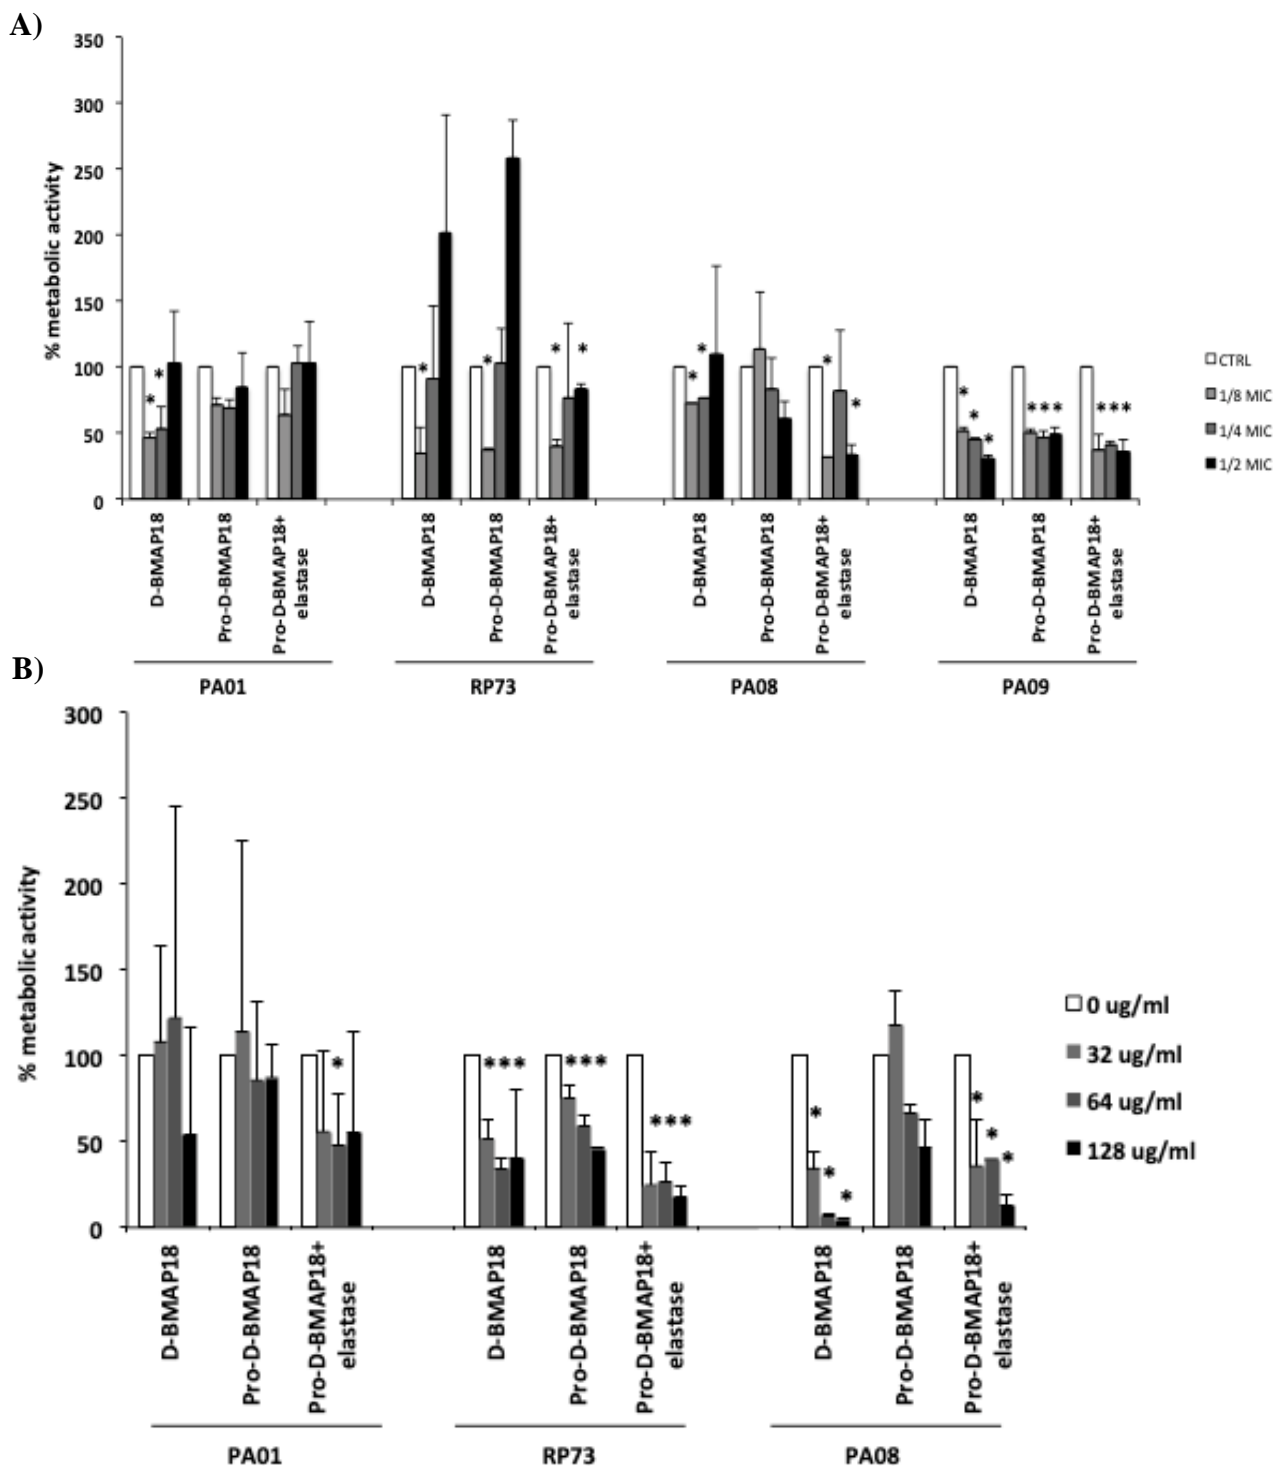 A)
350
300
250
200
150
100
50
0
% metabolic activity
* *
* *
* * *
* *
* *
* * *
***
***
CTRL
1/8 MIC
1/4 MIC
1/2 MIC
D-BMAP18
Pro-D-BMAP18
Pro-D-BMAP18+
elastase
D-BMAP18
Pro-D-BMAP18
Pro-D-BMAP18+
elastase
D-BMAP18
Pro-D-BMAP18
Pro-D-BMAP18+
elastase
D-BMAP18
Pro-D-BMAP18
Pro-D-BMAP18+
elastase
PA01
RP73
PA08
PA09
B)
300
250
200
150
100
50
0
% metabolic activity
*
***
***
***
* * *
* * *
0 ug/ml
32 ug/ml
64 ug/ml
128 ug/ml
D-BMAP18
Pro-D-BMAP18
Pro-D-BMAP18+
elastase
D-BMAP18
Pro-D-BMAP18
Pro-D-BMAP18+
elastase
D-BMAP18
Pro-D-BMAP18
Pro-D-BMAP18+
elastase
PA01
RP73
PA08